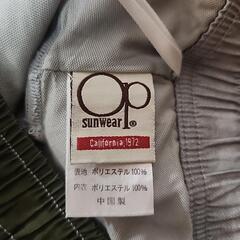 op
sunwear®
California, 1972
表地 ポリエステル100%
内衣 ポリエステル100%
中国製